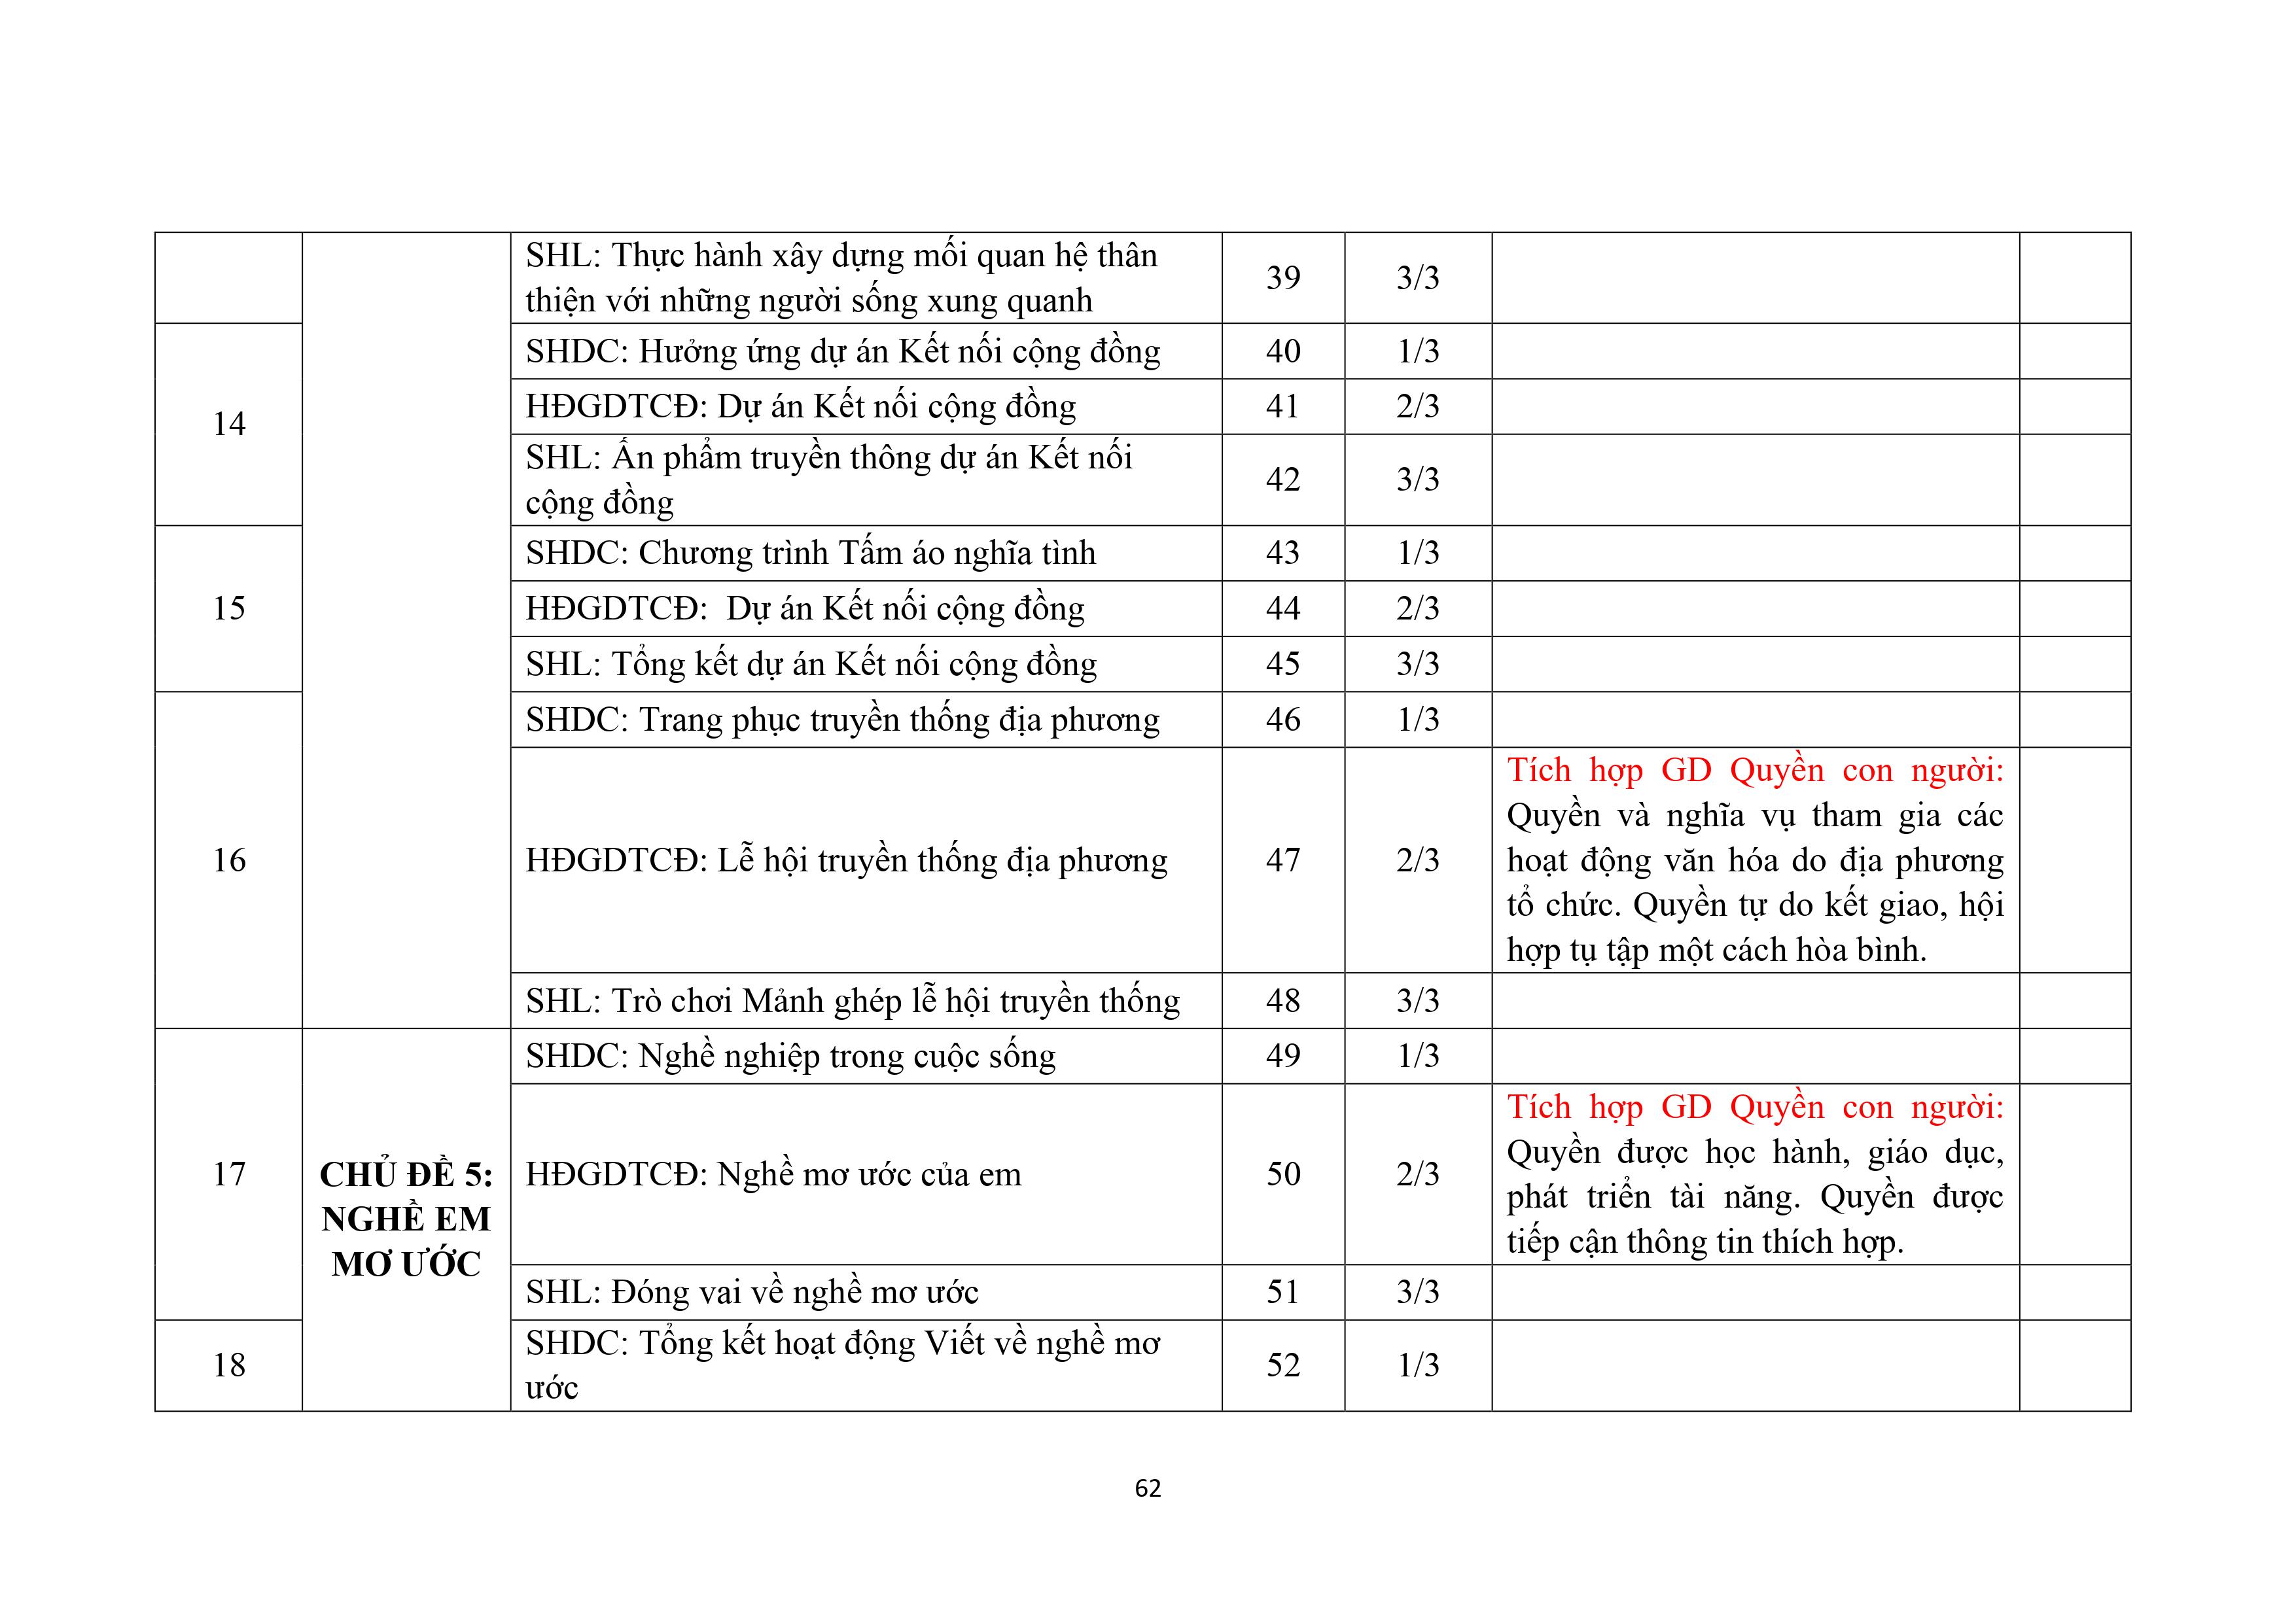 SHL: Thực hành xây dựng mối quan hệ thân
thiện với những người sống xung quanh
39
3/3
14
SHDC: Hưởng ứng dự án Kết nối cộng đồng
40
1/3
HĐGDTCĐ: Dự án Kết nối cộng đồng
41
2/3
SHL: Ấn phẩm truyền thông dự án Kết nối
cộng đồng
42
3/3
15
SHDC: Chương trình Tấm áo nghĩa tình
43
1/3
HĐGDTCĐ:  Dự án Kết nối cộng đồng
44
2/3
SHL: Tổng kết dự án Kết nối cộng đồng
45
3/3
16
SHDC: Trang phục truyền thống địa phương
46
1/3
HĐGDTCĐ: Lễ hội truyền thống địa phương
47
2/3
Tích hợp GD Quyền con người:
Quyền và nghĩa vụ tham gia các
hoạt động văn hóa do địa phương
tổ chức. Quyền tự do kết giao, hội
hợp tụ tập một cách hòa bình.
SHL: Trò chơi Mảnh ghép lễ hội truyền thống
48
3/3
17
CHỦ ĐỀ 5:
NGHỀ EM
MƠ ƯỚC
SHDC: Nghề nghiệp trong cuộc sống
49
1/3
HĐGDTCĐ: Nghề mơ ước của em
50
2/3
Tích hợp GD Quyền con người:
Quyền được học hành, giáo dục,
phát triển tài năng. Quyền được
tiếp cận thông tin thích hợp.
SHL: Đóng vai về nghề mơ ước
51
3/3
18
SHDC: Tổng kết hoạt động Viết về nghề mơ
ước
52
1/3
62